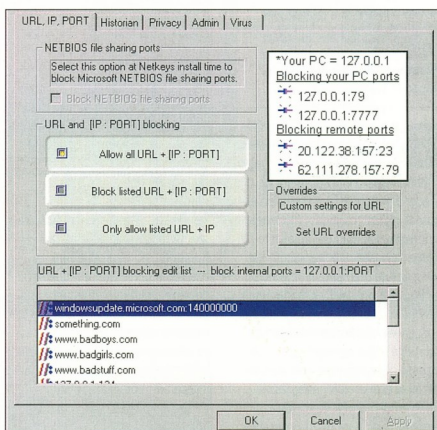 URL, IP, PORT Historian Privacy Admin Virus
NETBIOS file sharing ports
Select this option at Netkeys install time to
block Microsoft NETBIOS file sharing ports.
Block NETBIOS file sharing ports
*Your PC = 127.0.0.1
Blocking your PC ports
127.0.0.1:79
127.0.0.1:7777
Blocking remote ports
20.122.38.157:23
62.111.278.157:79
URL and [IP : PORT] blocking
Allow all URL + [IP : PORT]
Block listed URL + [IP : PORT]
Only allow listed URL + IP
Overrides
Custom settings for URL
Set URL overrides
URL + [IP : PORT] blocking edit list --- block internal ports = 127.0.0.1:PORT
windowsupdate.microsoft.com:140000000
something.com
www.badboys.com
www.badgirls.com
www.badstuff.com
OK Cancel Apply